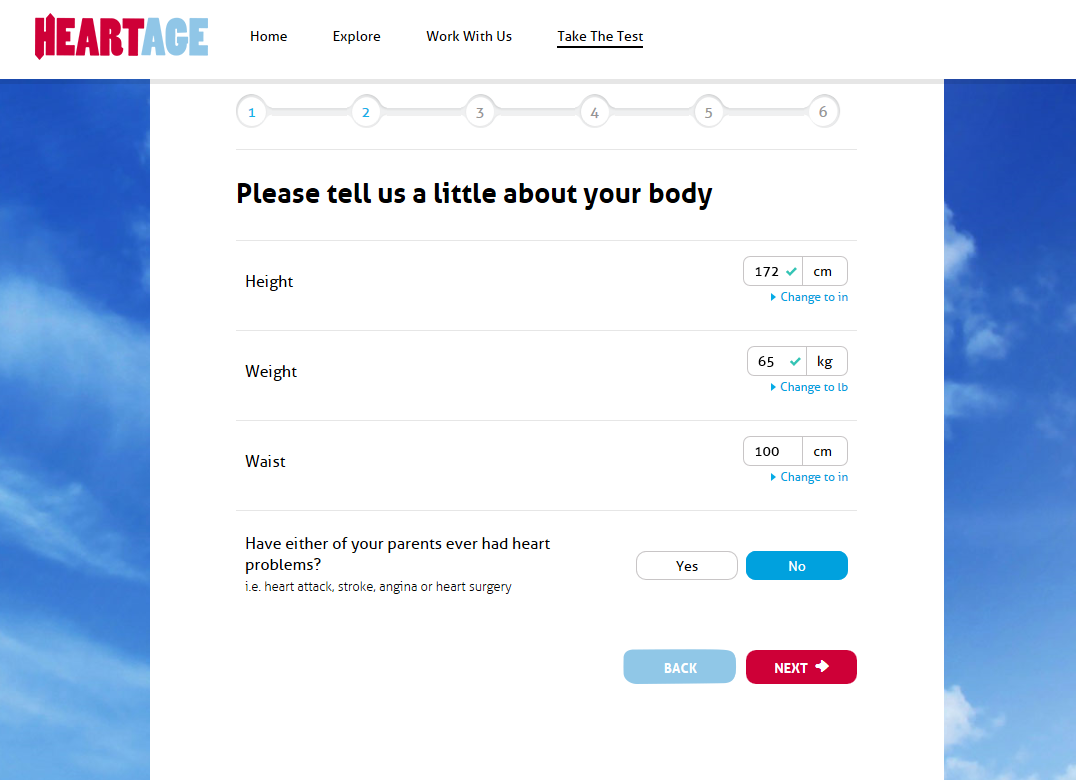 HEARTAGE
Home Explore Work With Us Take The Test
1 2 3 4 5 6
Please tell us a little about your body
Height
172 cm
Change to in
Weight
65 kg
Change to lb
Waist
100 cm
Change to in
Have either of your parents ever had heart
problems?
i.e. heart attack, stroke, angina or heart surgery
Yes No
BACK NEXT